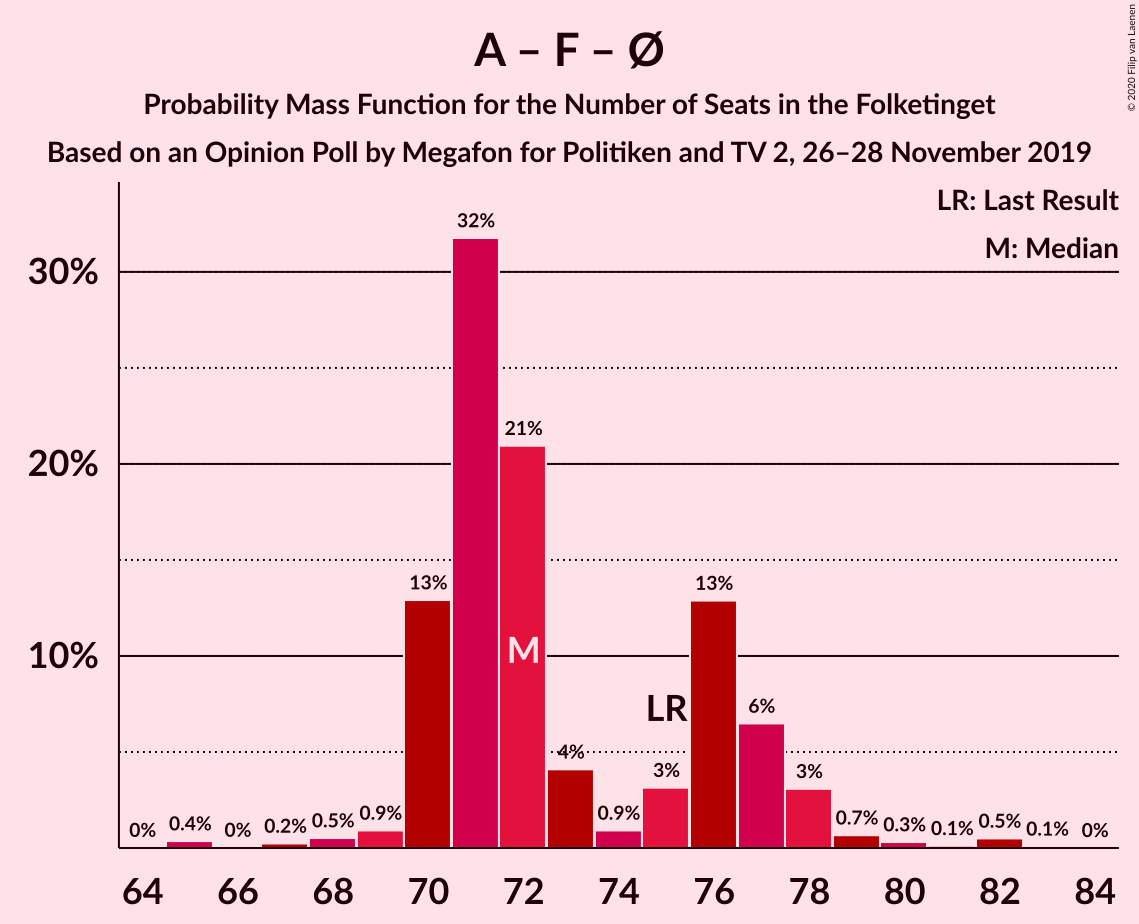 A – F – Ø
Probability Mass Function for the Number of Seats in the Folketinget
Based on an Opinion Poll by Megafon for Politiken and TV 2, 26–28 November 2019
© 2020 Filip van Laenen
LR: Last Result
M: Median
30%
20%
10%
0%
0.4%
0%
0.2%
0.5%
0.9%
13%
32%
21%
4%
0.9%
3%
13%
6%
3%
0.7%
0.3%
0.1%
0.5%
0.1%
0%
M
LR
64 66 68 70 72 74 76 78 80 82 84